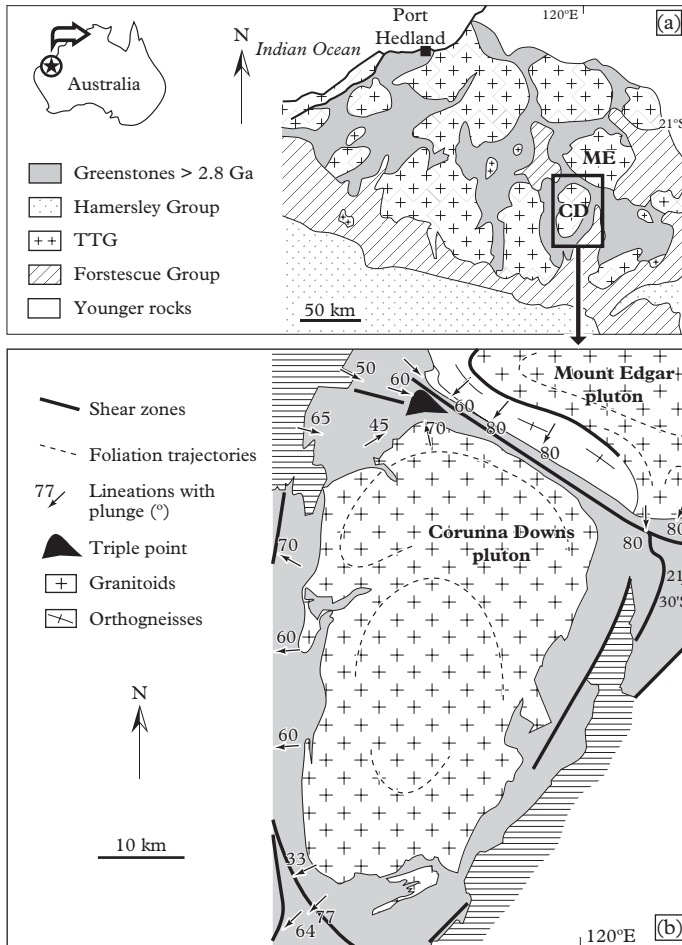 120ºE
(a)
Port
Hedland
N
Indian Ocean
Australia
21ºS
Greenstones > 2.8 Ga
ME
Hamersley Group
CD
TTG
Forstescue Group
Younger rocks
50 km
50
60
Mount Edgar
pluton
Shear zones
65
45
70
60
80
80
Foliation trajectories
77
Lineations with
plunge (º)
Corunna Downs
pluton
80
80
Triple point
70
21
30'S
Granitoids
Orthogneisses
60
N
60
10 km
33
77
64
120ºE
(b)